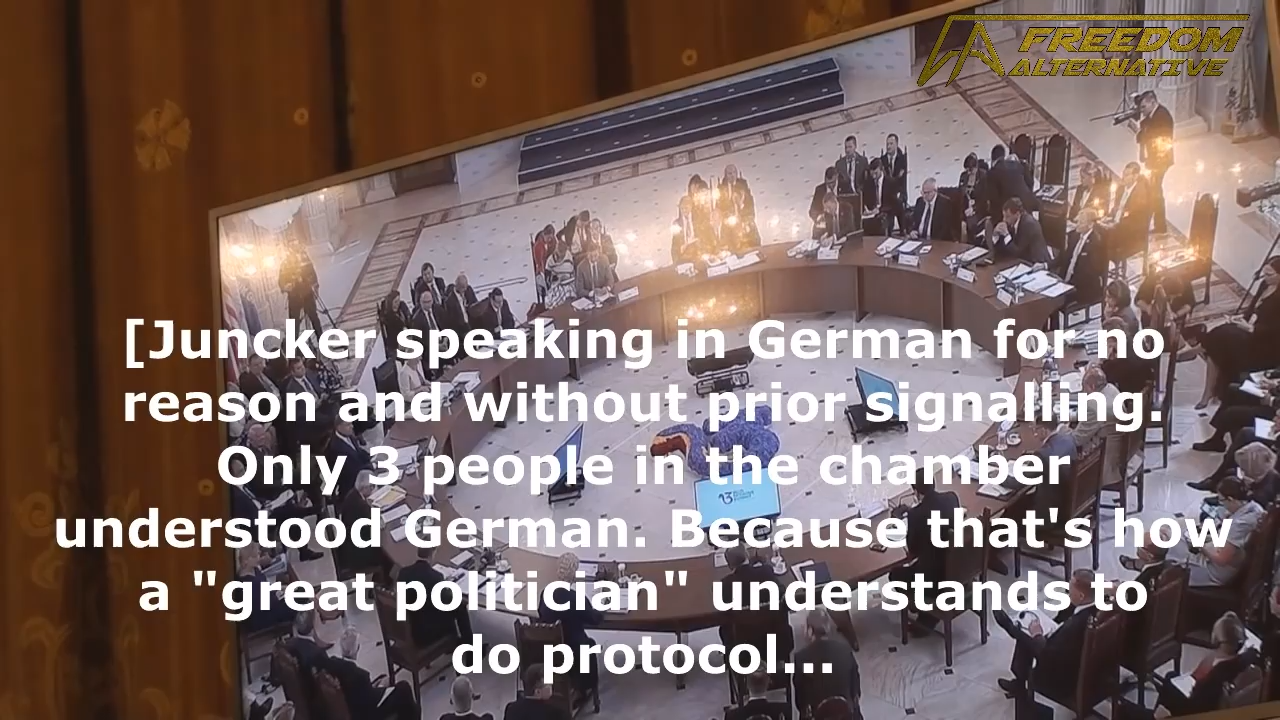 FREEDOM
ALTERNATIVE
[Juncker speaking in German for no
reason and without prior signalling.
Only 3 people in the chamber
understood German. Because that's how
a "great politician" understands to
do protocol...